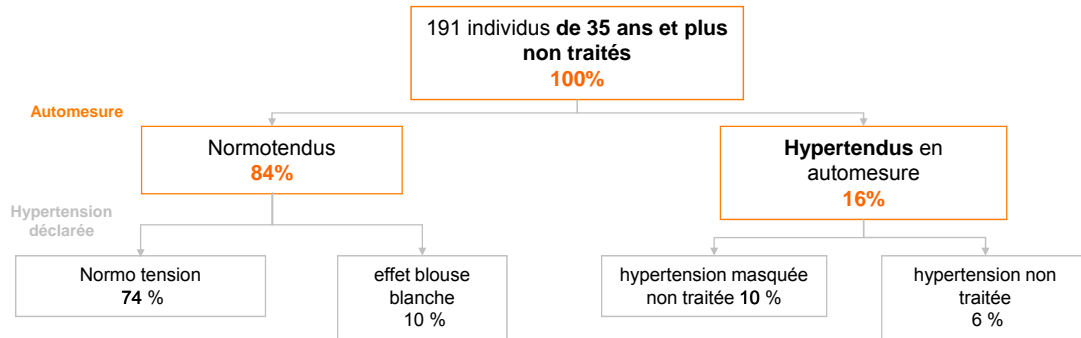 191 individus de 35 ans et plus
non traités
100%
Automesure
Normotendus
84%
Hypertendus en
automesure
16%
Hypertension
déclarée
Normo tension
74 %
effet blouse
blanche
10 %
hypertension masquée
non traitée 10 %
hypertension non
traitée
6 %